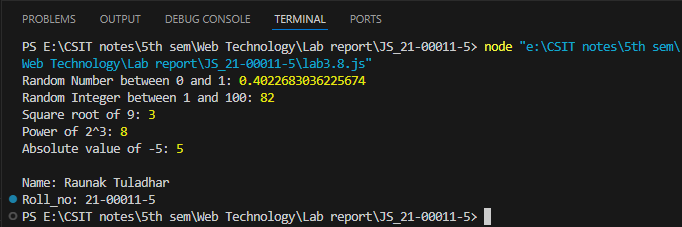 PROBLEMS OUTPUT DEBUG CONSOLE TERMINAL PORTS
PS E:\CSIT notes\5th sem\Web Technology\Lab report\JS_21-00011-5> node "e:\CSIT notes\5th sem\
Web Technology\Lab report\JS_21-00011-5\lab3.8.js"
Random Number between 0 and 1: 0.4022683036225674
Random Integer between 1 and 100: 82
Square root of 9: 3
Power of 2^3: 8
Absolute value of -5: 5
Name: Raunak Tuladhar
Roll_no: 21-00011-5
PS E:\CSIT notes\5th sem\Web Technology\Lab report\JS_21-00011-5>